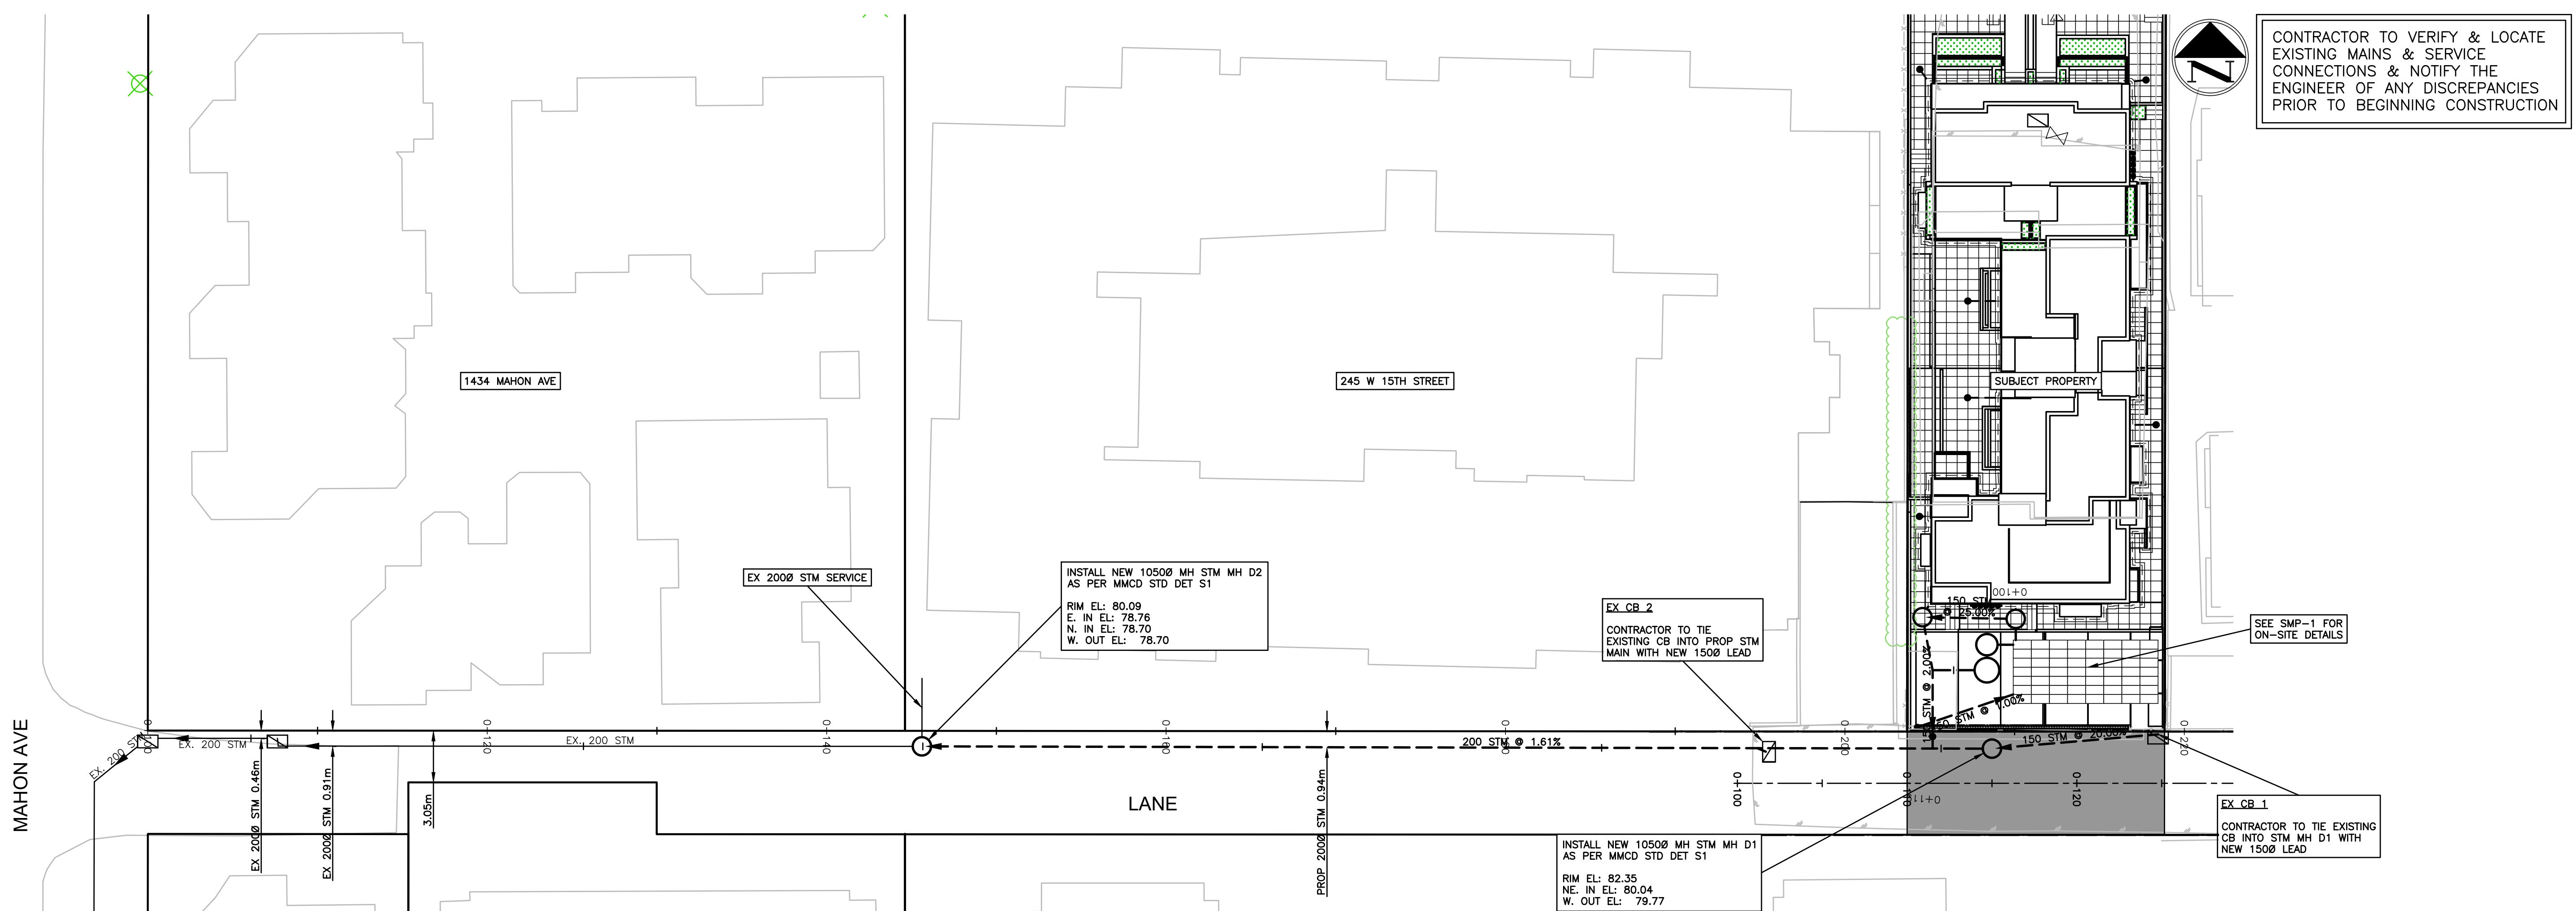 CONTRACTOR TO VERIFY & LOCATE
EXISTING MAINS & SERVICE
CONNECTIONS & NOTIFY THE
ENGINEER OF ANY DISCREPANCIES
PRIOR TO BEGINNING CONSTRUCTION
N
1434 MAHON AVE
245 W 15TH STREET
SUBJECT PROPERTY
EX 200Ø STM SERVICE
INSTALL NEW 1050Ø MH STM MH D2
AS PER MMCD STD DET S1
RIM EL: 80.09
E. IN EL: 78.76
N. IN EL: 78.70
W. OUT EL: 78.70
EX CB 2
CONTRACTOR TO TIE
EXISTING CB INTO PROP STM
MAIN WITH NEW 150Ø LEAD
SEE SMP-1 FOR
ON-SITE DETAILS
0+100
150 STM
@ 25.00%
STM @ 2.00%
STM @ 1.00%
150 STM @ 20.00%
0-100
0-120
0-140
0-160
0-200
0-220
EX. 200 STM
EX. 200 STM
EX. 200 STM
200 STM @ 1.61%
0-100
0+110
0-120
MAHON AVE
LANE
EX 200Ø STM 0.46m
EX 200Ø STM 0.91m
3.05m
PROP 200Ø STM 0.94m
INSTALL NEW 1050Ø MH STM MH D1
AS PER MMCD STD DET S1
RIM EL: 82.35
NE. IN EL: 80.04
W. OUT EL: 79.77
EX CB 1
CONTRACTOR TO TIE EXISTING
CB INTO STM MH D1 WITH
NEW 150Ø LEAD